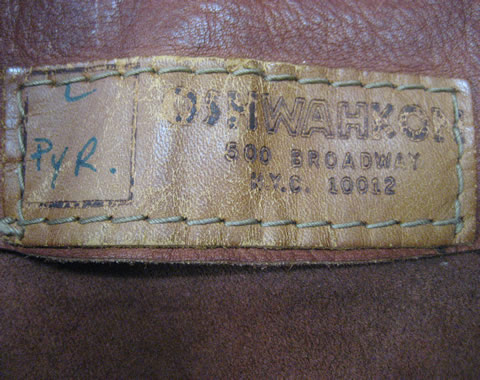 L
PyR.
OSHWAHKON
500 BROADWAY
N.Y.C. 10012